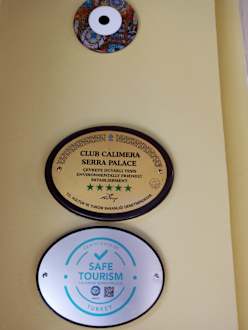 CLUB CALIMERA
SERRA PALACE
ÇEVREYE DUYARLI TESİS
ENVIRONMENTALLY FRIENDLY
ESTABLISHMENT
SAFE
TOURISM
TURKEY